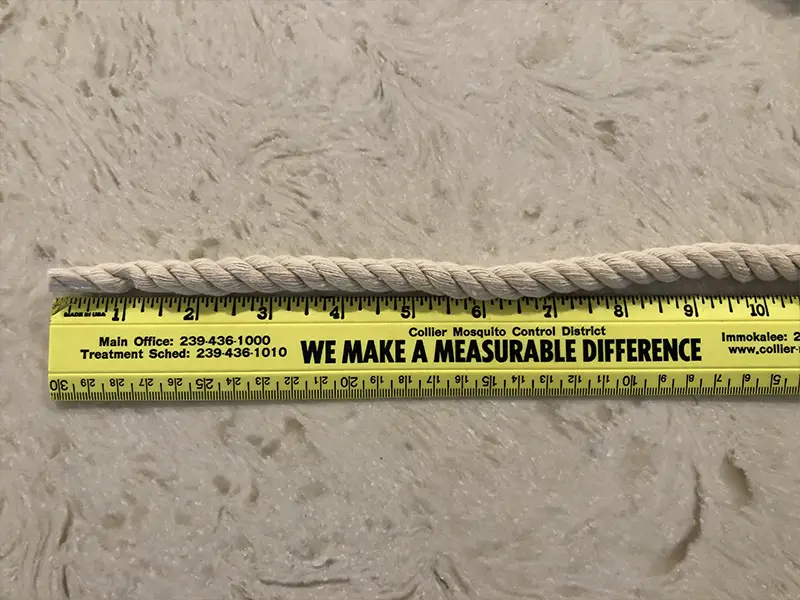 MADE IN USA 1 2 3 4 5 6 7 8 9 10
Main Office: 239-436-1000
Treatment Sched: 239-436-1010
Collier Mosquito Control District
WE MAKE A MEASURABLE DIFFERENCE
Immokalee: 2
www.collier-
30 29 28 27 26 25 24 23 22 21 20 19 18 17 16 15 14 13 12 11 10 9 8 7 6 5